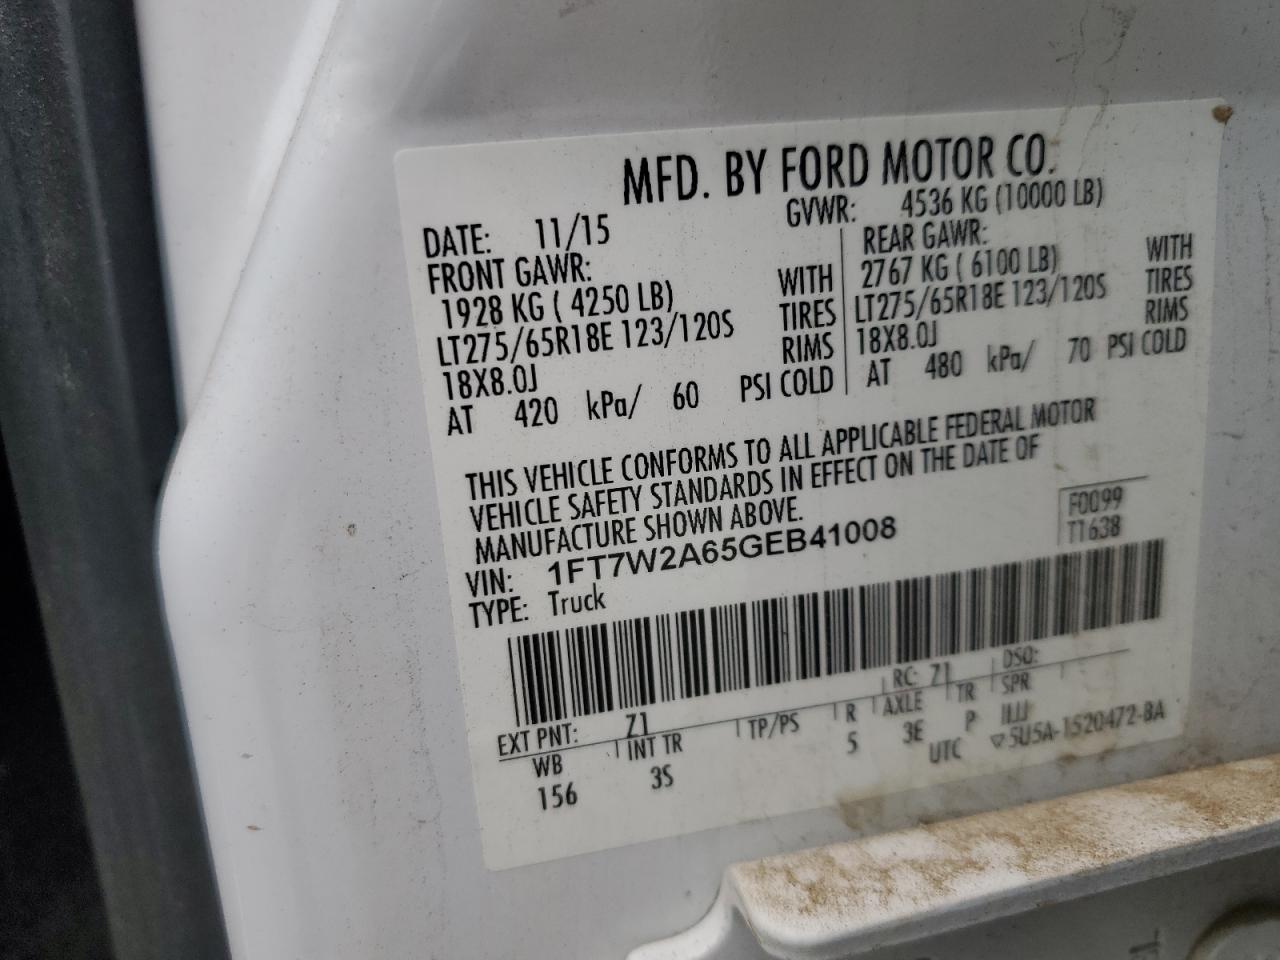 MFD. BY FORD MOTOR CO.
DATE: 11/15 GVWR: 4536 KG (10000 LB)
FRONT GAWR:
1928 KG ( 4250 LB) WITH
LT275/65R18E 123/120S TIRES
18X8.0J RIMS
AT 420 kPa/ 60 PSI COLD
REAR GAWR:
2767 KG ( 6100 LB) WITH
LT275/65R18E 123/120S TIRES
18X8.0J RIMS
AT 480 kPa/ 70 PSI COLD
THIS VEHICLE CONFORMS TO ALL APPLICABLE FEDERAL MOTOR
VEHICLE SAFETY STANDARDS IN EFFECT ON THE DATE OF
MANUFACTURE SHOWN ABOVE.
F0099
T1638
VIN: 1FT7W2A65GEB41008
TYPE: Truck
EXT PNT: Z1 RC: Z1 DSO:
WB INT TR TP/PS R AXLE TR SPR
156 3S 5 3E P
UTC ▽5U5A-1520472-BA